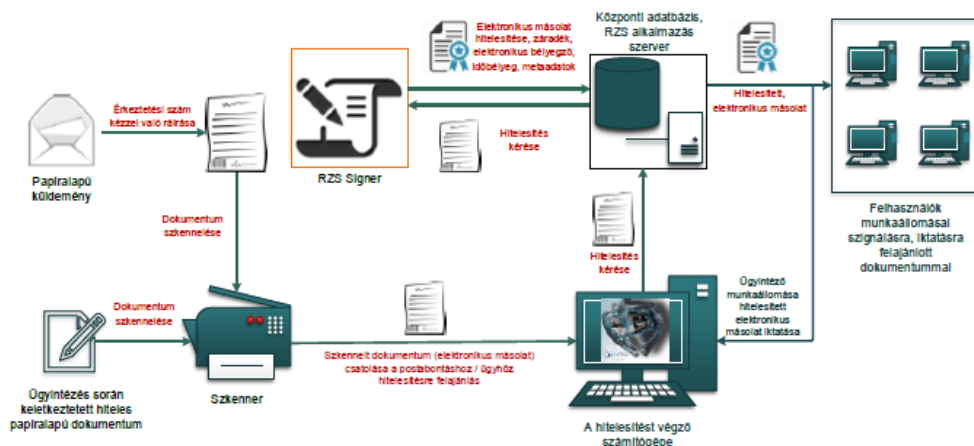 Elektronikus másolat
hitelesítése, záradék,
elektronikus bélyegző,
időbélyeg, metaadatok
Központi adatbázis,
RZS alkalmazás
szerver
Hitelesített,
elektronikus másolat
Érkeztetési szám
kézzel való ráírása
Hitelesítés
kérése
RZS Signer
Papíralapú
küldemény
Felhasználók
munkaállomásai
szignálásra, iktatásra
felajánlott
dokumentummal
Dokumentum
szkennelése
Hitelesítés
kérése
Ügyintéző
munkaállomása
hitelesített
elektronikus
másolat iktatása
Dokumentum
szkennelése
Szkennelt dokumentum (elektronikus másolat)
csatolása a postabontáshoz / ügyhöz
hitelesítésre felajánlás
Ügyintézés során
keletkeztetett hiteles
papíralapú dokumentum
Szkenner
A hitelesítést végző
számítógépe